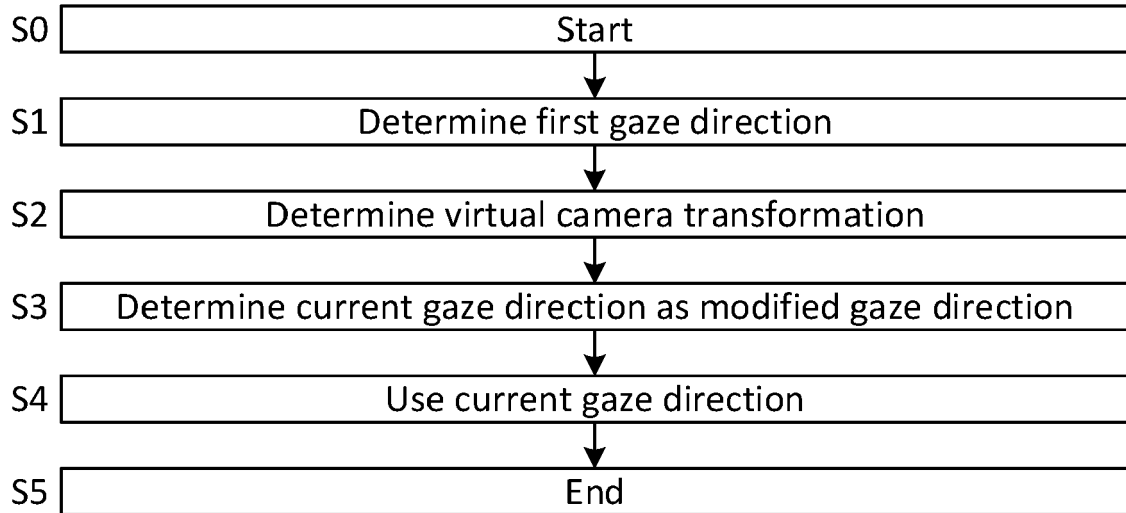 S0 Start
S1 Determine first gaze direction
S2 Determine virtual camera transformation
S3 Determine current gaze direction as modified gaze direction
S4 Use current gaze direction
S5 End